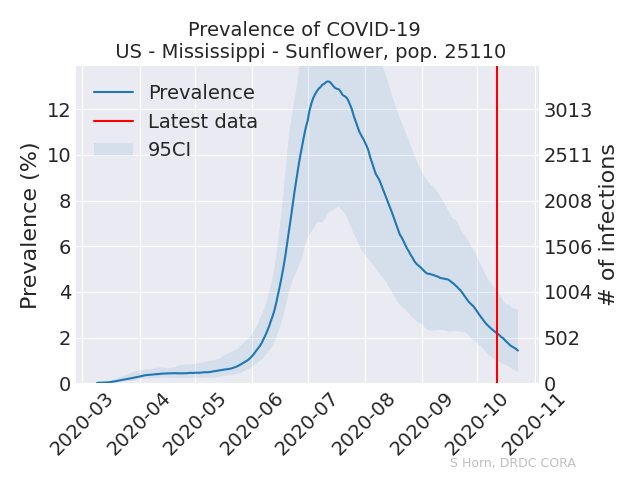 Prevalence of COVID-19
US - Mississippi - Sunflower, pop. 25110
Prevalence
Latest data
95CI
Prevalence (%)
12
10
8
6
4
2
0
3013
2511
2008
1506
1004
502
0
# of infections
2020-03
2020-04
2020-05
2020-06
2020-07
2020-08
2020-09
2020-10
2020-11
S Horn, DRDC CORA